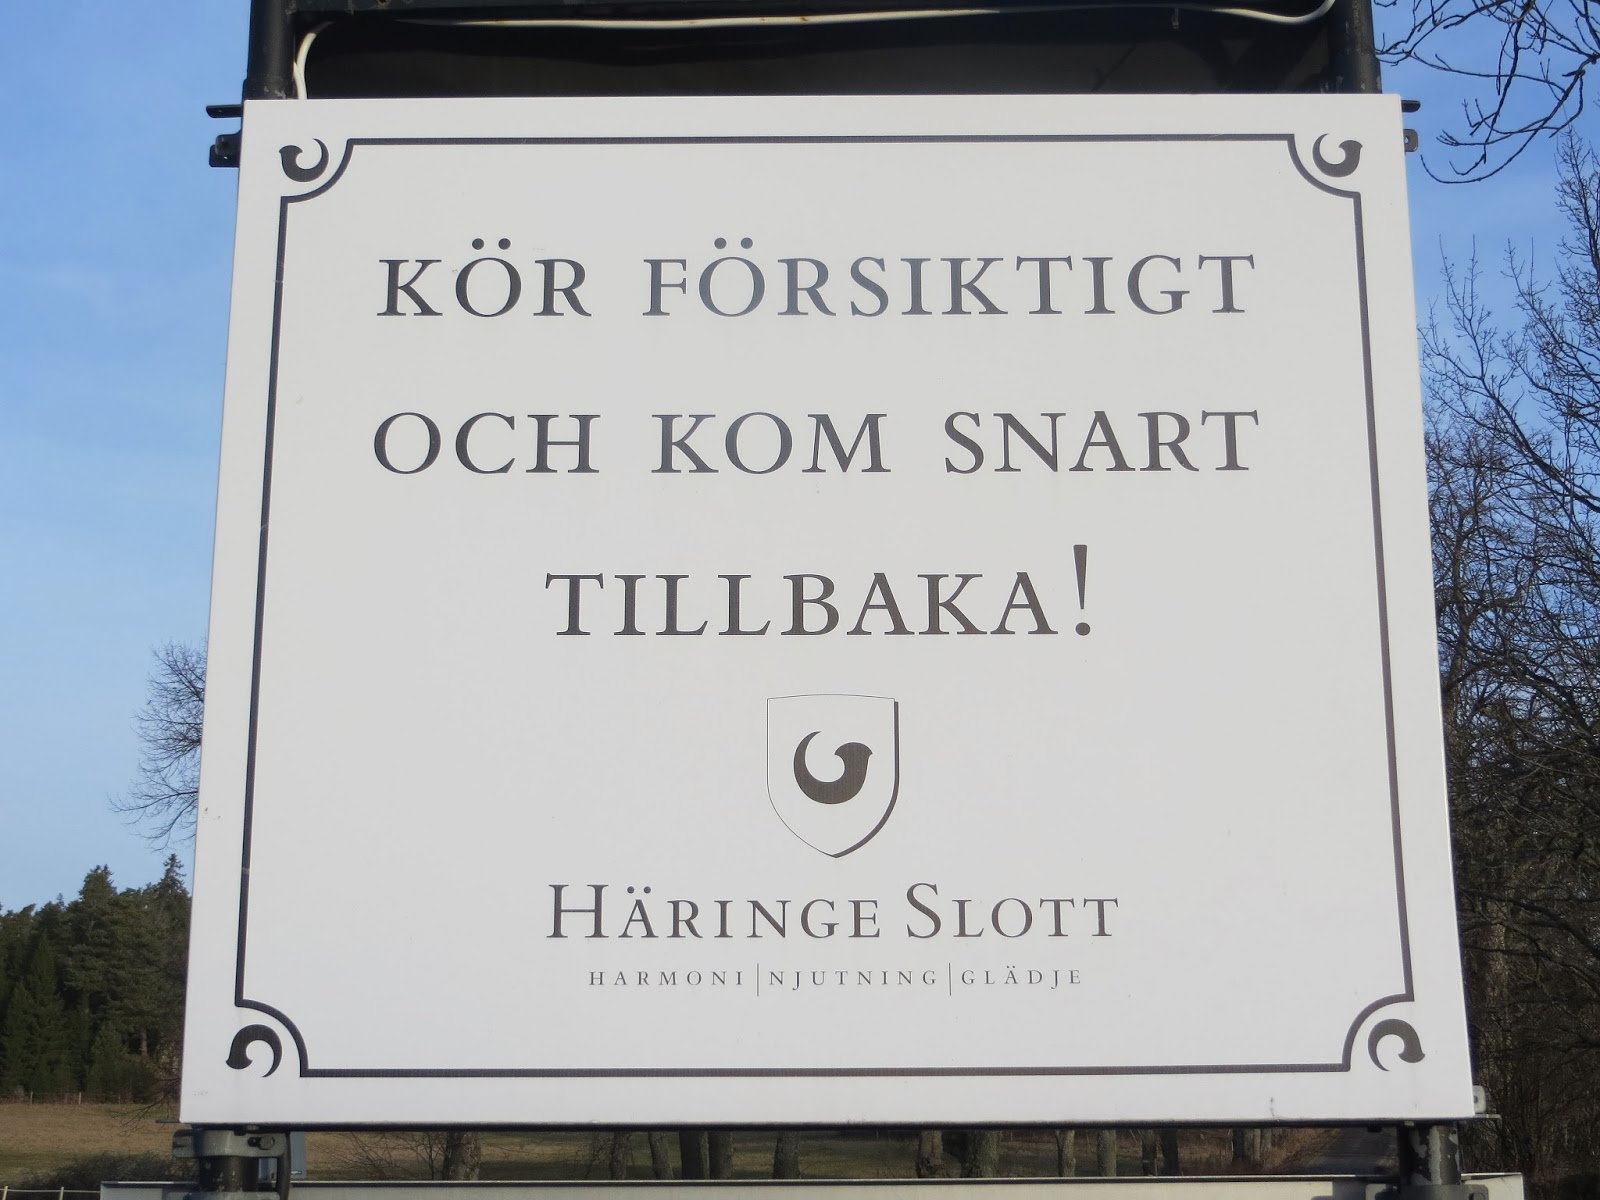 KÖR FÖRSIKTIGT
OCH KOM SNART
TILLBAKA!
HÄRINGE SLOTT
HARMONI|NJUTNING|GLÄDJE